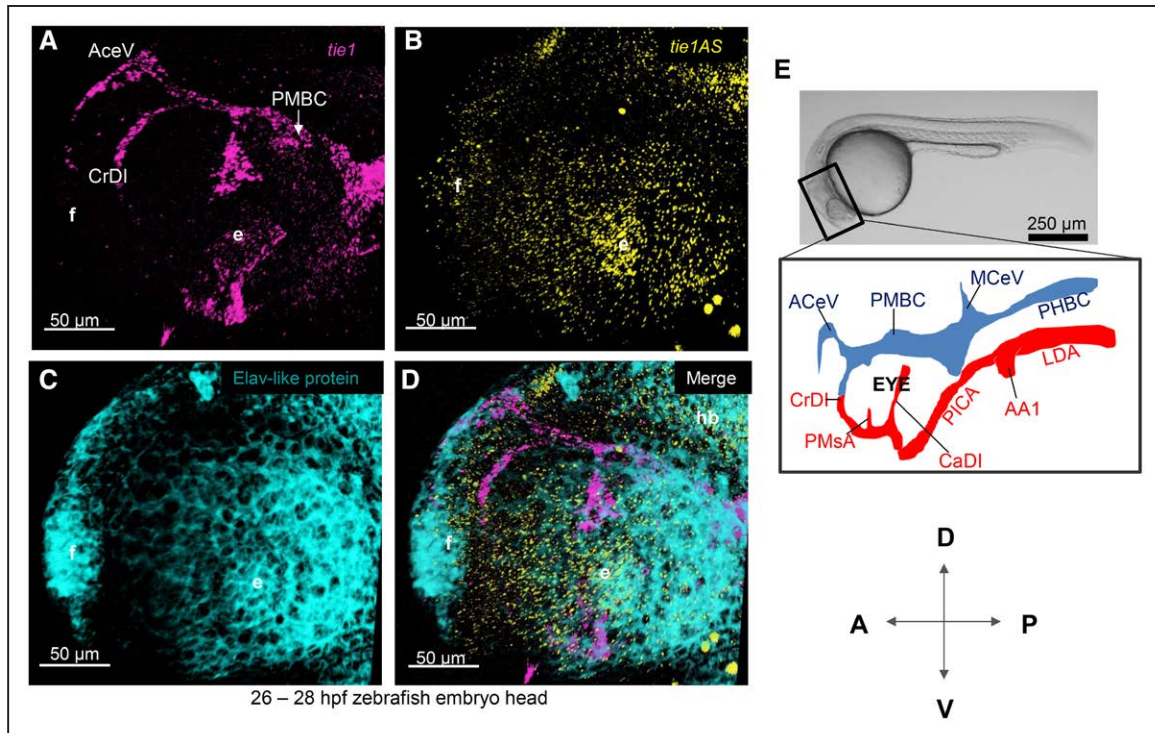 A
AceV
tie1
PMBC
CrDI
f
e
50 µm
B
tie1AS
f
e
50 µm
C
Elav-like protein
f
e
50 µm
D
Merge
hb
f
e
50 µm
26 – 28 hpf zebrafish embryo head
E
250 µm
ACeV
PMBC
MCeV
PHBC
EYE
LDA
CrDI
PICA
AA1
PMsA
CaDI
D
A
P
V